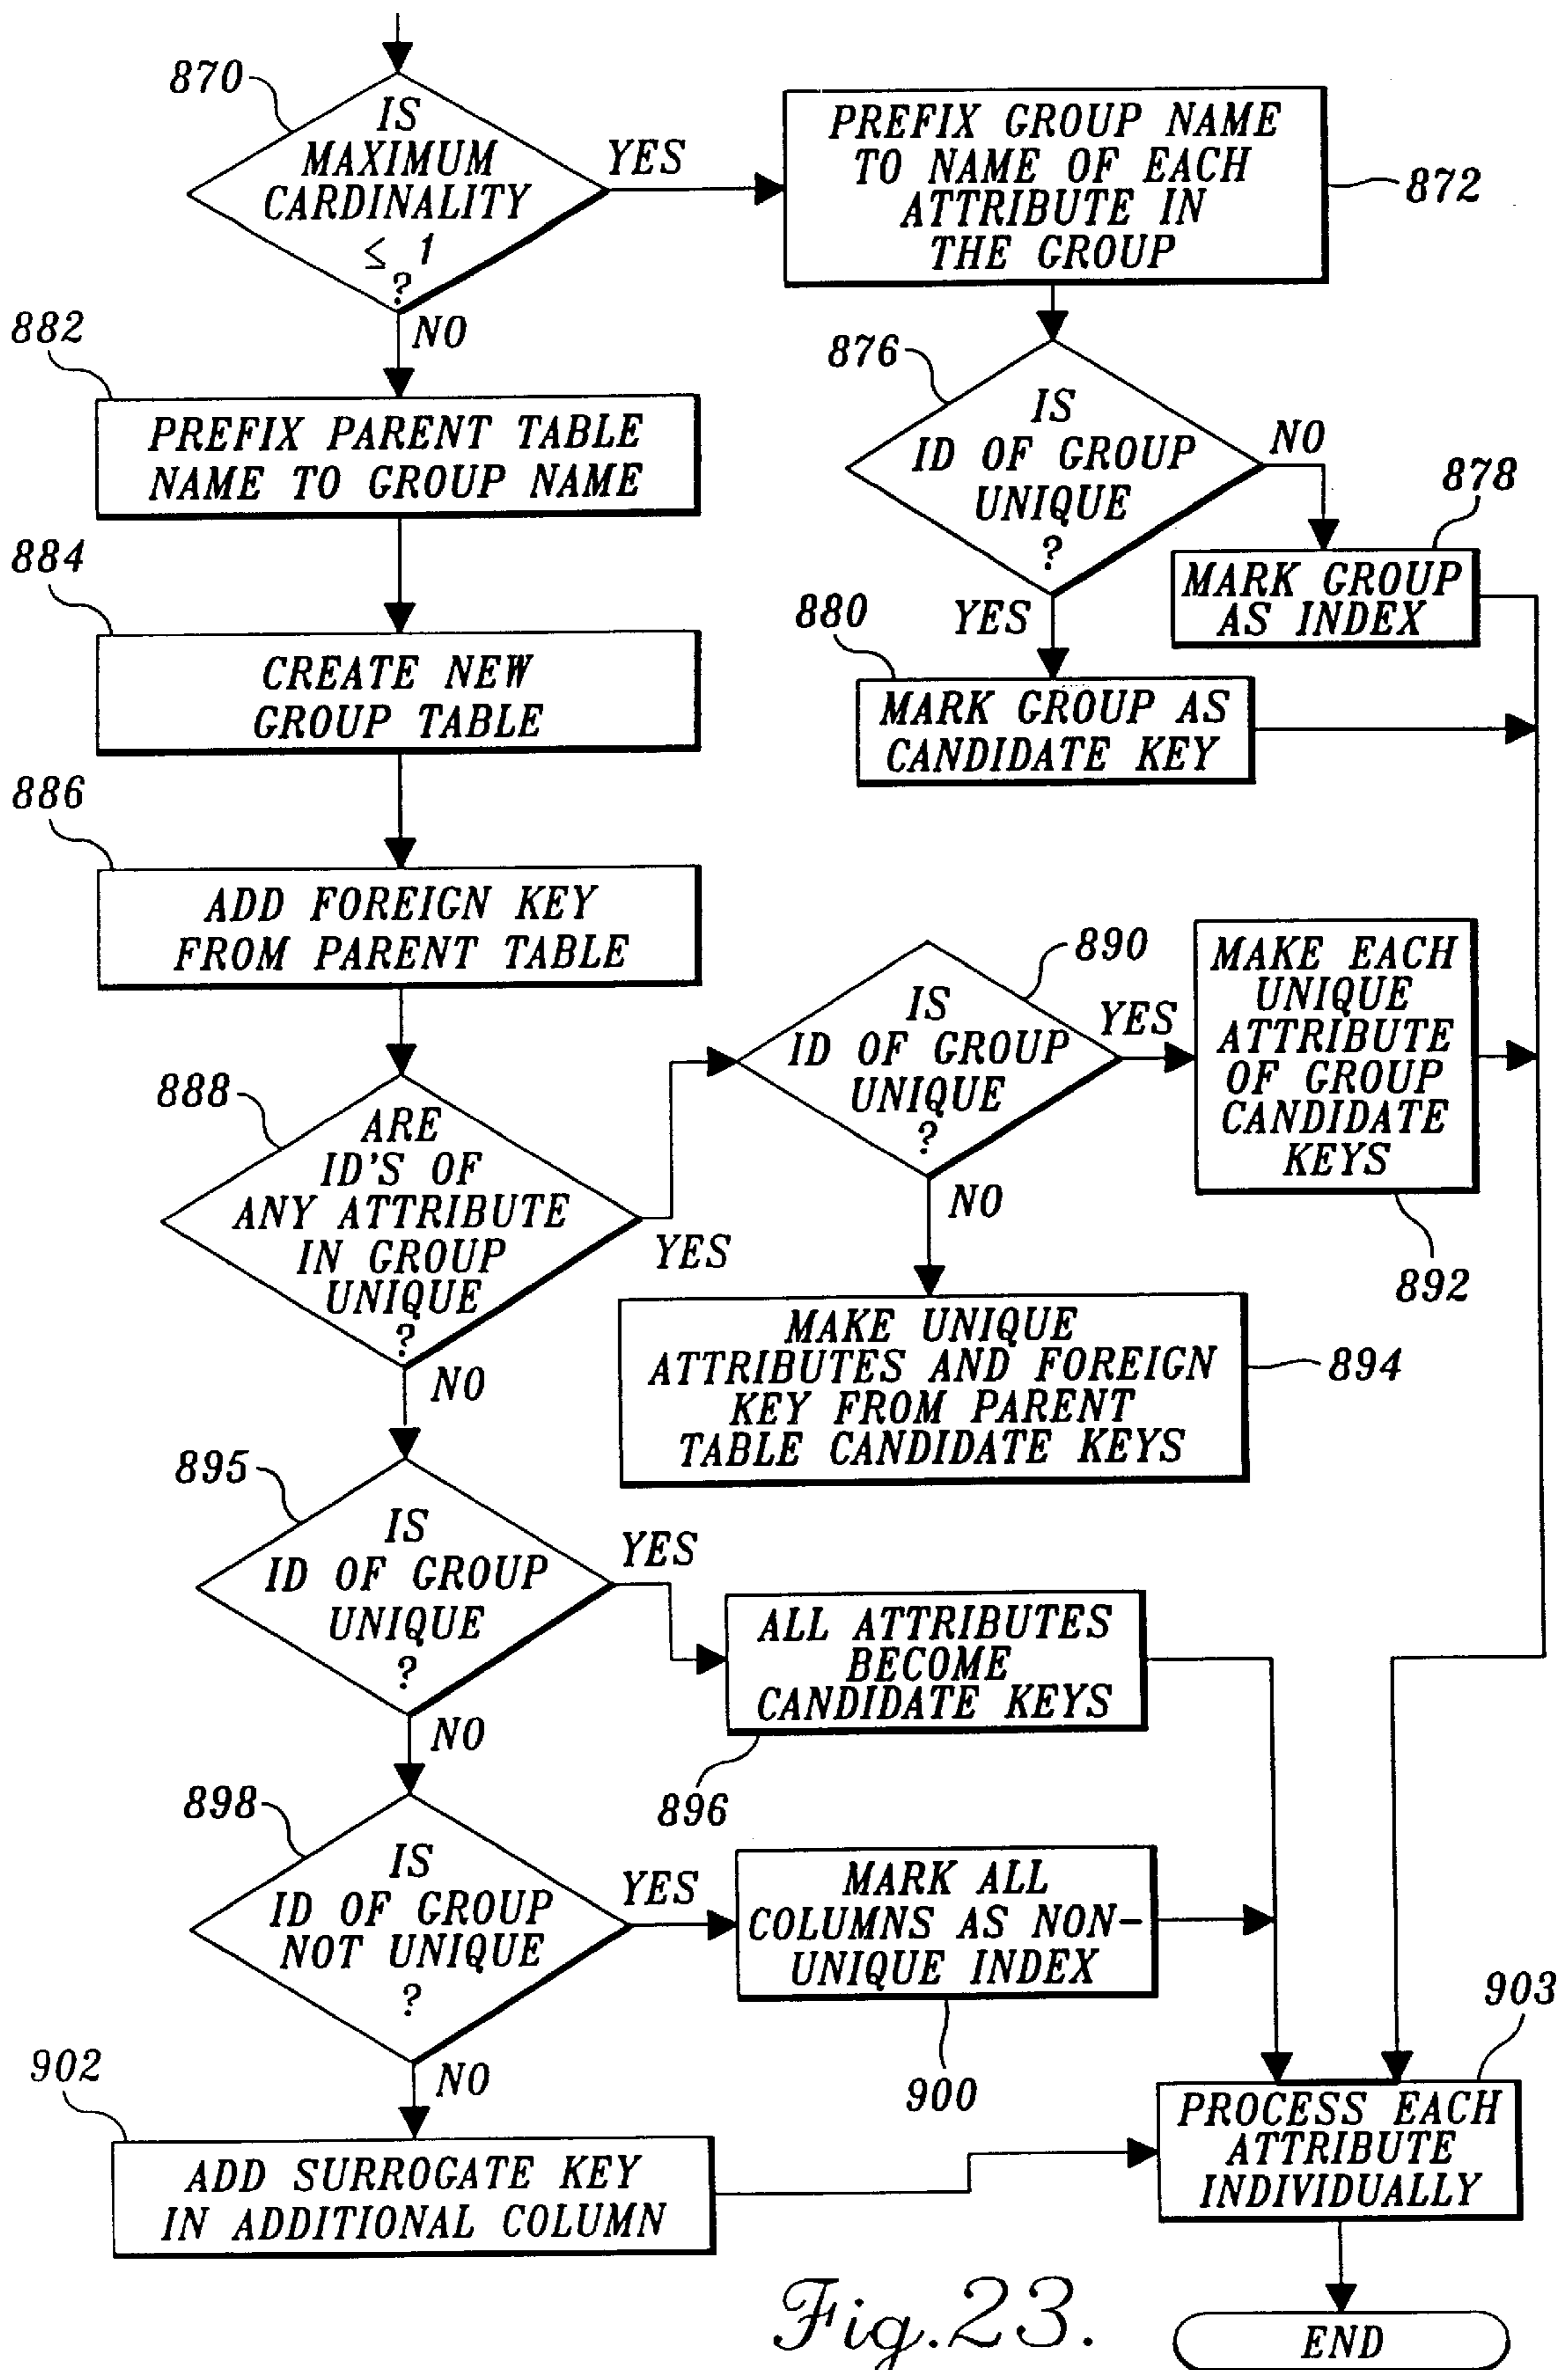 870
IS
MAXIMUM
CARDINALITY
≤ 1
?
YES
NO
PREFIX GROUP NAME
TO NAME OF EACH
ATTRIBUTE IN
THE GROUP
872
882
PREFIX PARENT TABLE
NAME TO GROUP NAME
876
IS
ID OF GROUP
UNIQUE
?
NO
YES
878
MARK GROUP
AS INDEX
880
MARK GROUP AS
CANDIDATE KEY
884
CREATE NEW
GROUP TABLE
886
ADD FOREIGN KEY
FROM PARENT TABLE
888
ARE
ID'S OF
ANY ATTRIBUTE
IN GROUP
UNIQUE
?
YES
NO
890
IS
ID OF GROUP
UNIQUE
?
YES
NO
MAKE EACH
UNIQUE
ATTRIBUTE
OF GROUP
CANDIDATE
KEYS
892
MAKE UNIQUE
ATTRIBUTES AND FOREIGN
KEY FROM PARENT
TABLE CANDIDATE KEYS
894
895
IS
ID OF GROUP
UNIQUE
?
YES
NO
ALL ATTRIBUTES
BECOME
CANDIDATE KEYS
896
898
IS
ID OF GROUP
NOT UNIQUE
?
YES
NO
MARK ALL
COLUMNS AS NON-
UNIQUE INDEX
900
902
ADD SURROGATE KEY
IN ADDITIONAL COLUMN
903
PROCESS EACH
ATTRIBUTE
INDIVIDUALLY
END
Fig.23.